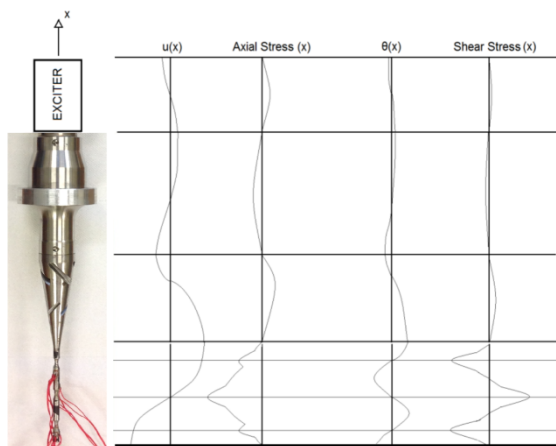 x
u(x)
Axial Stress (x)
θ(x)
Shear Stress (x)
EXCITER